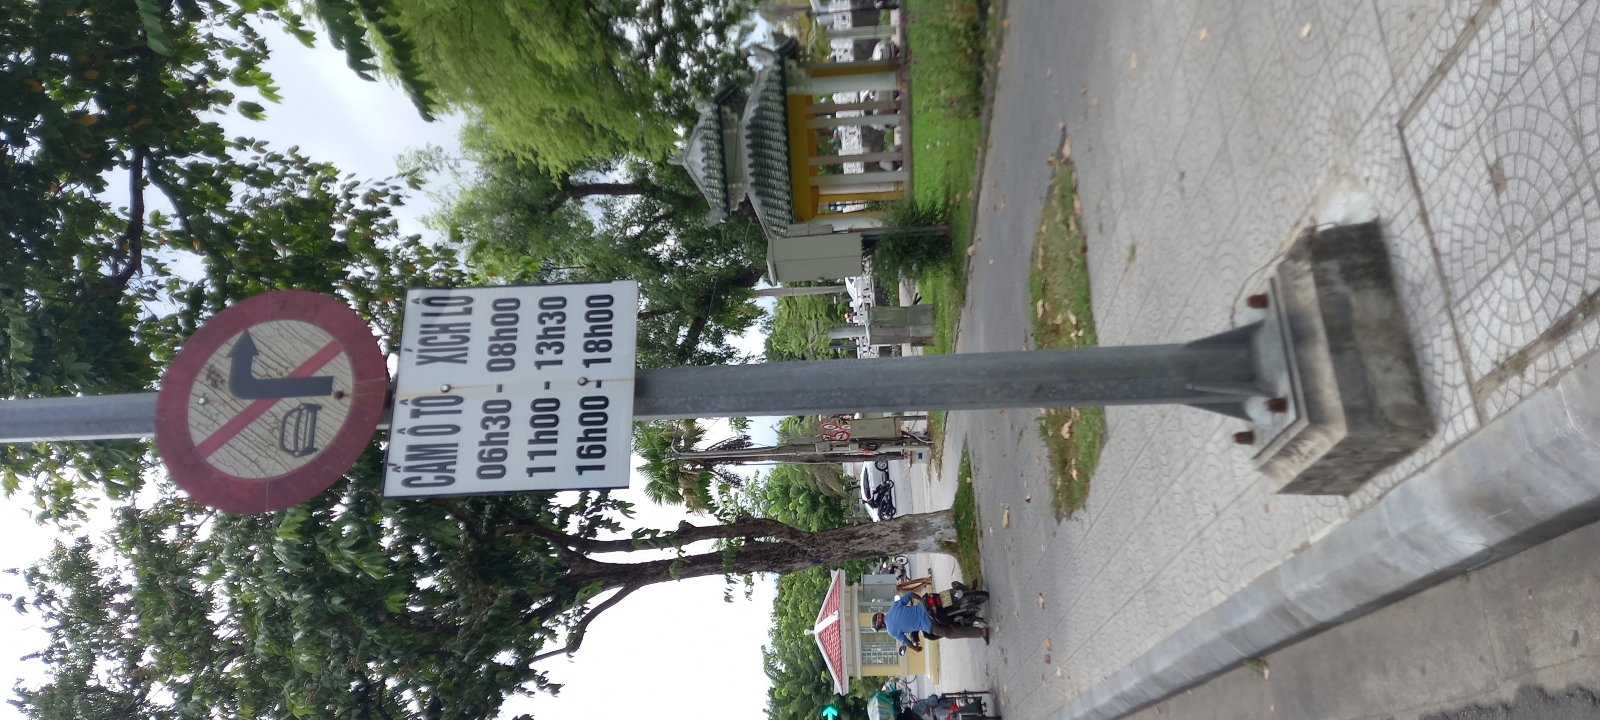 CẤM Ô TÔ XÍCH LÔ
06h30 - 08h00
11h00 - 13h30
16h00 - 18h00